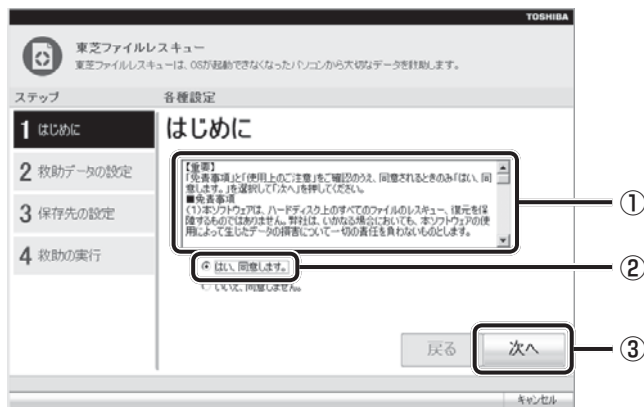 TOSHIBA
東芝ファイルレスキュー
東芝ファイルレスキューは、OSが起動できなくなったパソコンから大切なデータを救助します。
ステップ
各種設定
1 はじめに
2 救助データの設定
3 保存先の設定
4 救助の実行
はじめに
【重要】
「免責事項」と「使用上のご注意」をご確認のうえ、同意されるときのみ「はい、同
意します。」を選択して「次へ」を押してください。
■免責事項
(1)本ソフトウェアは、ハードディスク上のすべてのファイルのレスキュー、復元を保
障するものではありません。弊社は、いかなる場合においても、本ソフトウェアの使
用によって生じたデータの損害について一切の責任を負わないものとします。
①
はい、同意します。
②
いいえ、同意しません。
戻る
次へ
③
キャンセル